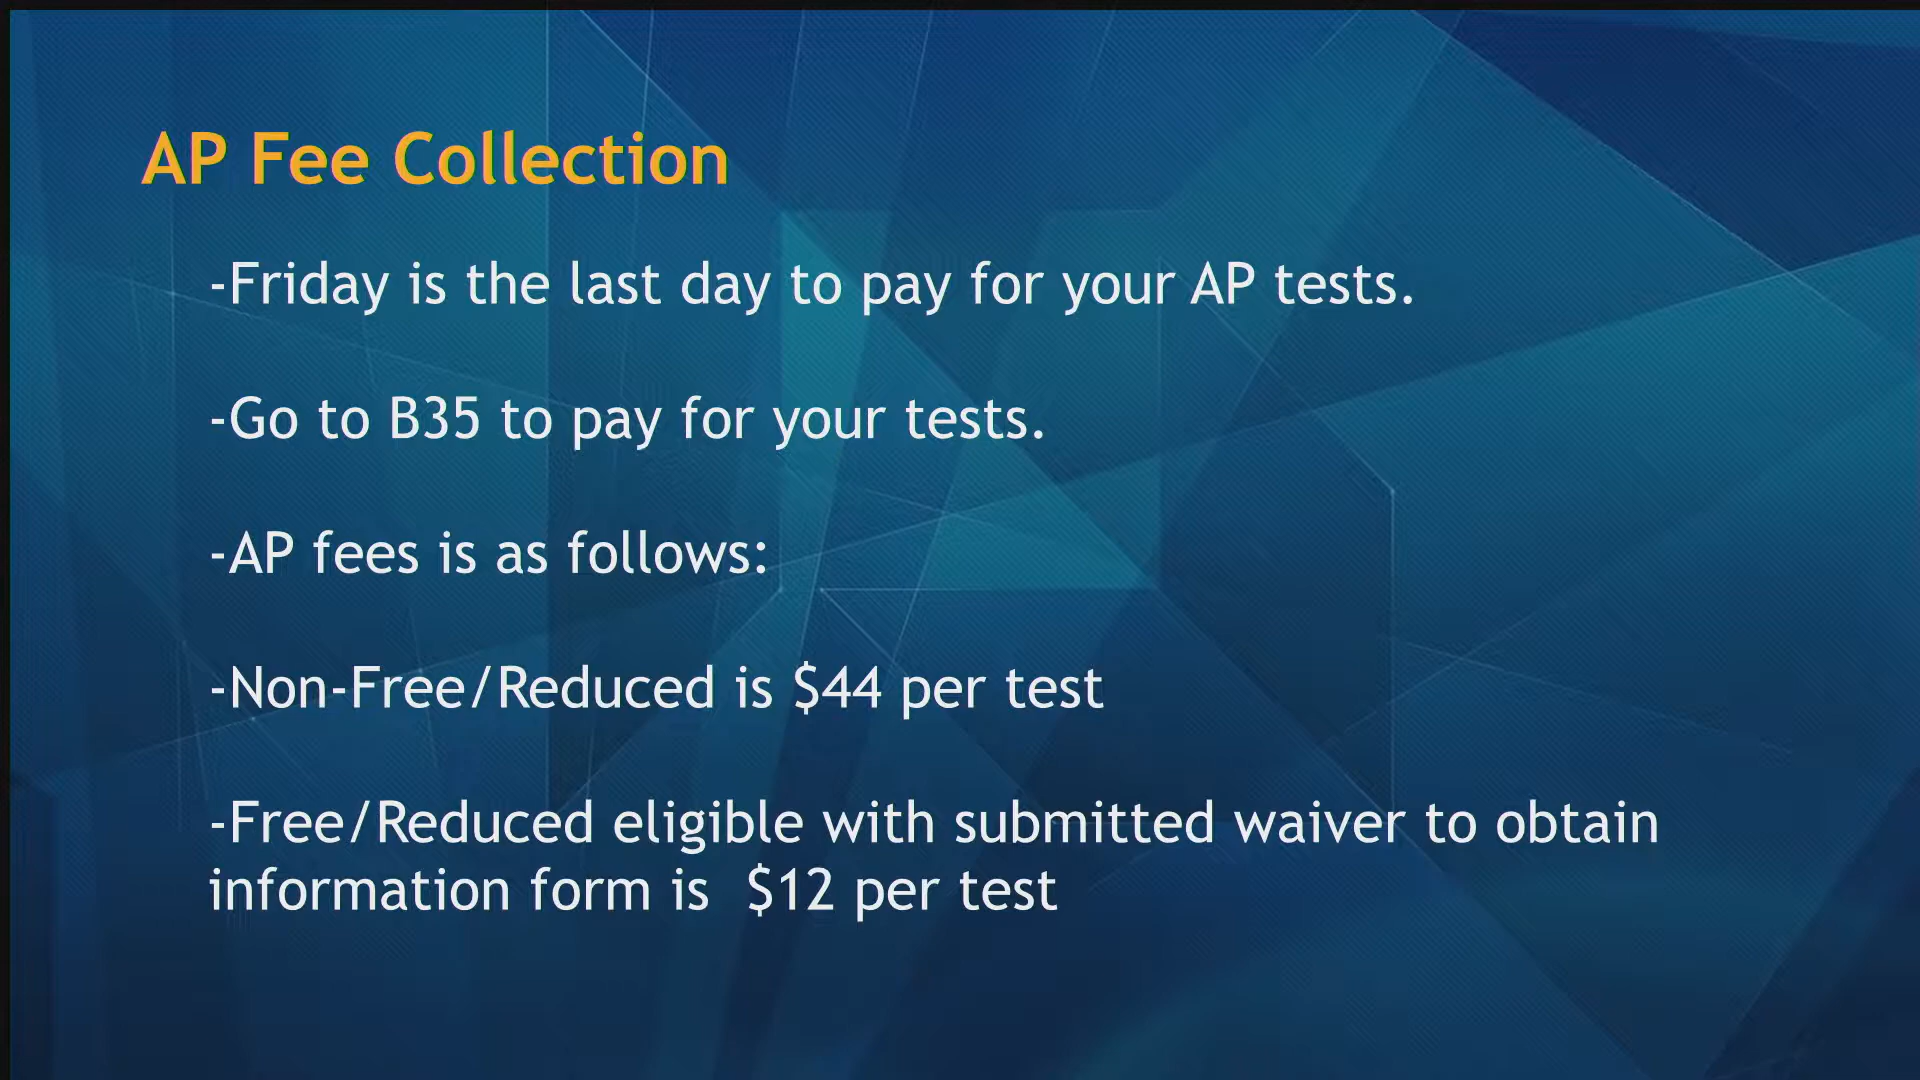 AP Fee Collection
-Friday is the last day to pay for your AP tests.
-Go to B35 to pay for your tests.
-AP fees is as follows:
-Non-Free/Reduced is $44 per test
-Free/Reduced eligible with submitted waiver to obtain
information form is  $12 per test